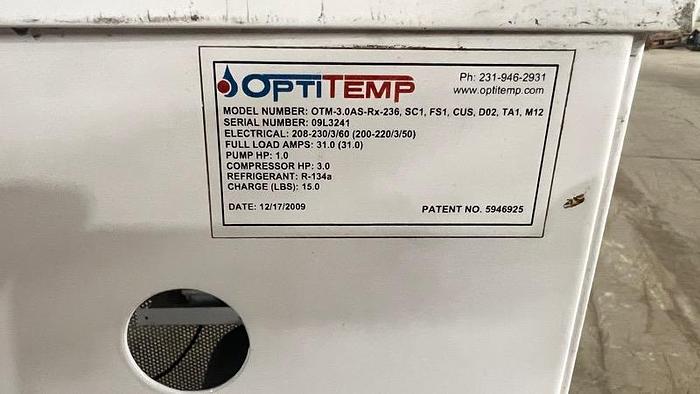 OPTITEMP
Ph: 231-946-2931
www.optitemp.com
MODEL NUMBER: OTM-3.0AS-Rx-236, SC1, FS1, CUS, D02, TA1, M12
SERIAL NUMBER: 09L3241
ELECTRICAL: 208-230/3/60 (200-220/3/50)
FULL LOAD AMPS: 31.0 (31.0)
PUMP HP: 1.0
COMPRESSOR HP: 3.0
REFRIGERANT: R-134a
CHARGE (LBS): 15.0
DATE: 12/17/2009
PATENT NO. 5946925